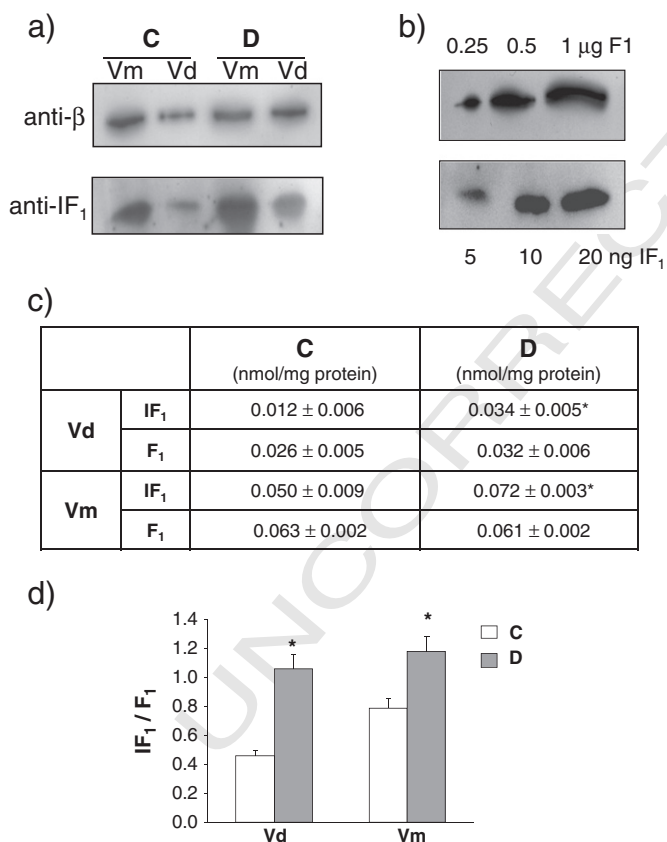 a)
C D
Vm Vd Vm Vd
anti-β
anti-IF₁
b)
0.25 0.5 1 μg F1
5 10 20 ng IF₁
c)
C D
(nmol/mg protein) (nmol/mg protein)
Vd IF₁ 0.012 ± 0.006 0.034 ± 0.005*
F₁ 0.026 ± 0.005 0.032 ± 0.006
Vm IF₁ 0.050 ± 0.009 0.072 ± 0.003*
F₁ 0.063 ± 0.002 0.061 ± 0.002
d)
1.4
1.2
1.0
0.8
0.6
0.4
0.2
0.0
IF₁ / F₁
* *
C
D
Vd Vm
UNCORRECT